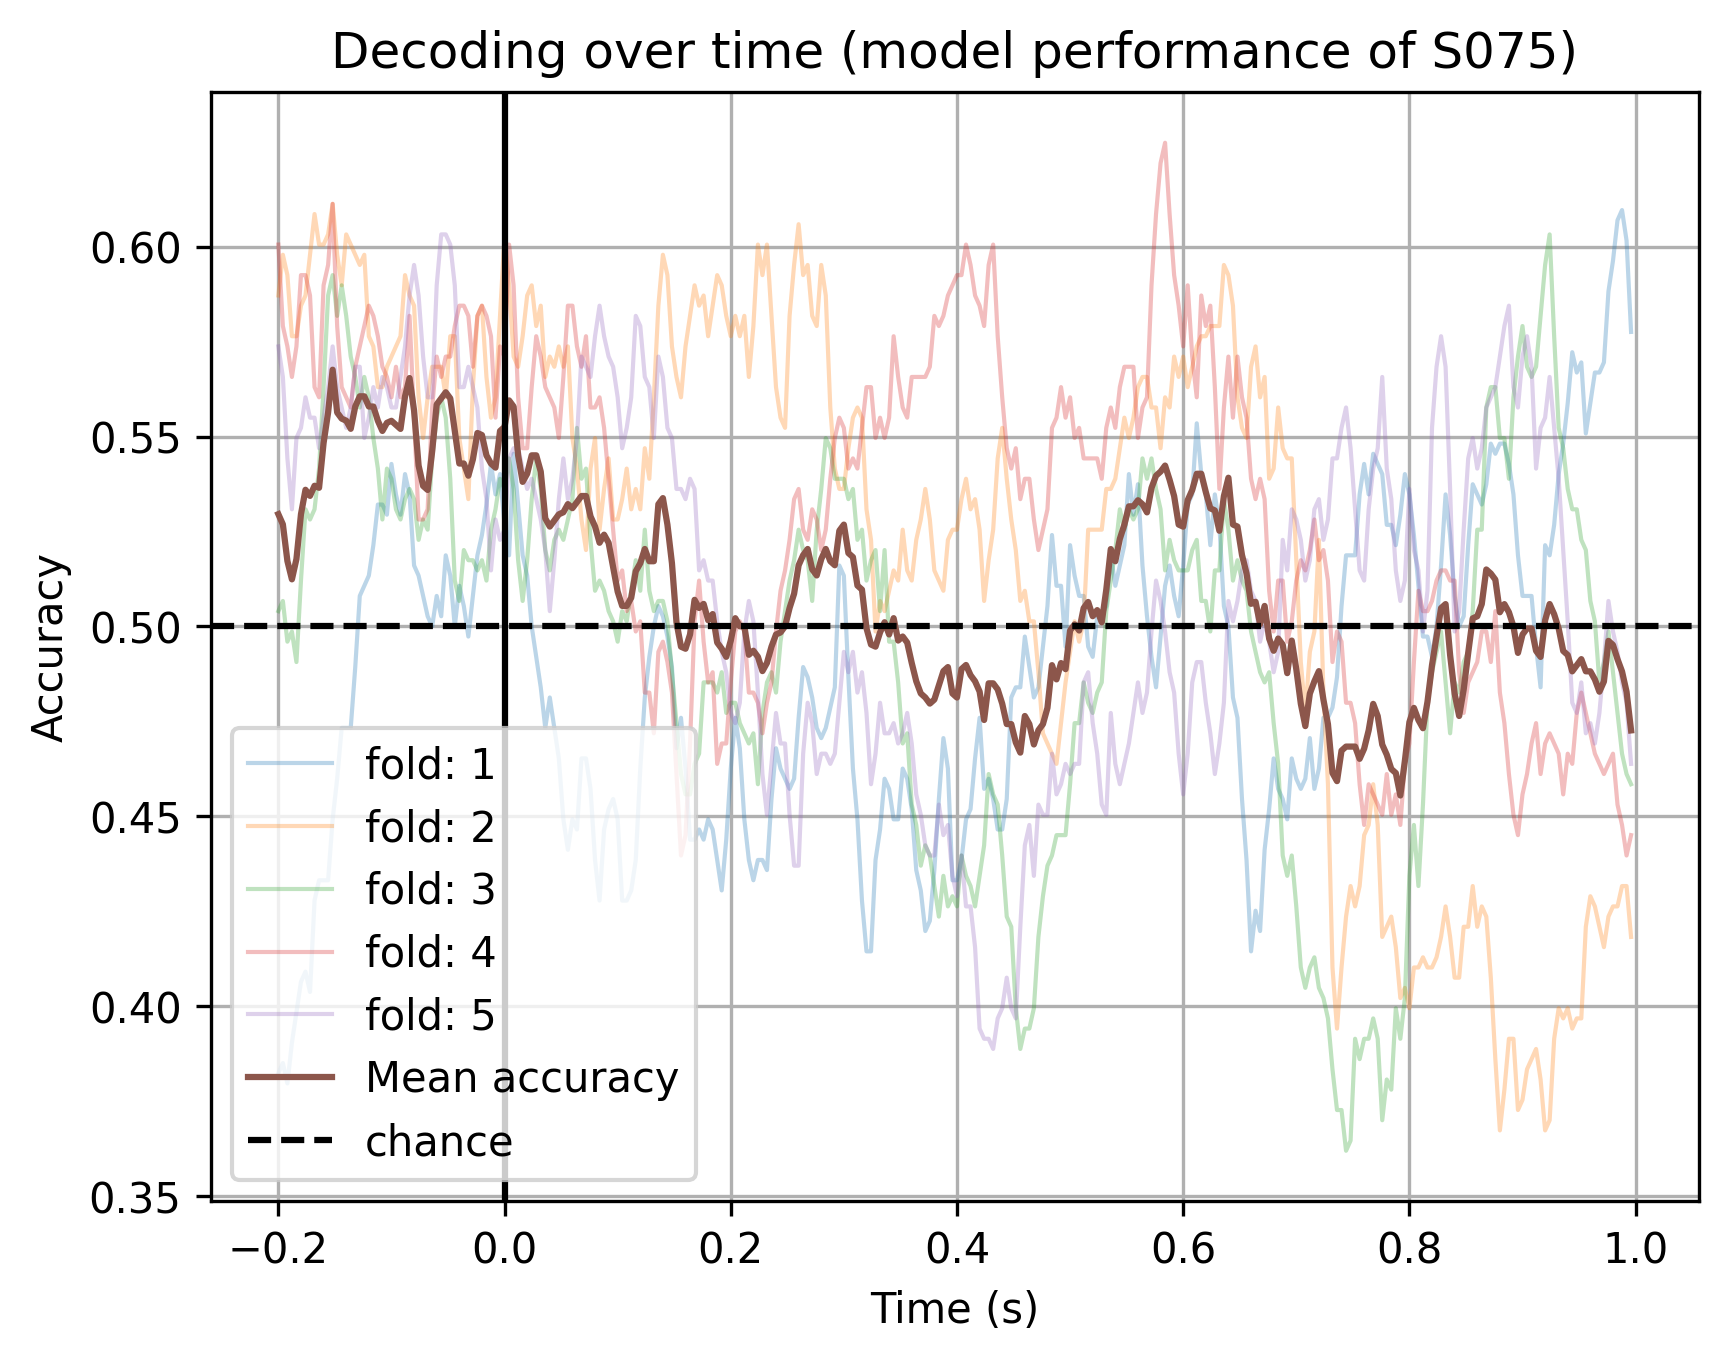 Decoding over time (model performance of S075)
Accuracy
0.60
0.55
0.50
0.45
0.40
0.35
fold: 1
fold: 2
fold: 3
fold: 4
fold: 5
Mean accuracy
chance
−0.2 0.0 0.2 0.4 0.6 0.8 1.0
Time (s)